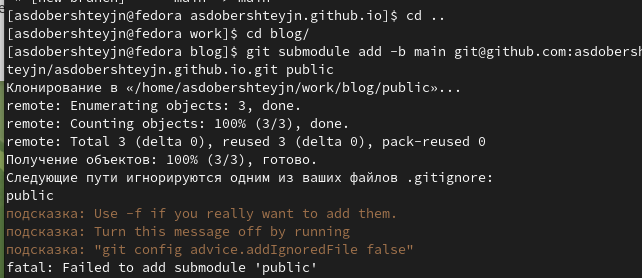 [asdobershteyjn@fedora asdobershteyjn.github.io]$ cd ..
[asdobershteyjn@fedora work]$ cd blog/
[asdobershteyjn@fedora blog]$ git submodule add -b main git@github.com:asdobersh
teyjn/asdobershteyjn.github.io.git public
Клонирование в «/home/asdobershteyjn/work/blog/public»...
remote: Enumerating objects: 3, done.
remote: Counting objects: 100% (3/3), done.
remote: Total 3 (delta 0), reused 3 (delta 0), pack-reused 0
Получение объектов: 100% (3/3), готово.
Следующие пути игнорируются одним из ваших файлов .gitignore:
public
подсказка: Use -f if you really want to add them.
подсказка: Turn this message off by running
подсказка: "git config advice.addIgnoredFile false"
fatal: Failed to add submodule 'public'